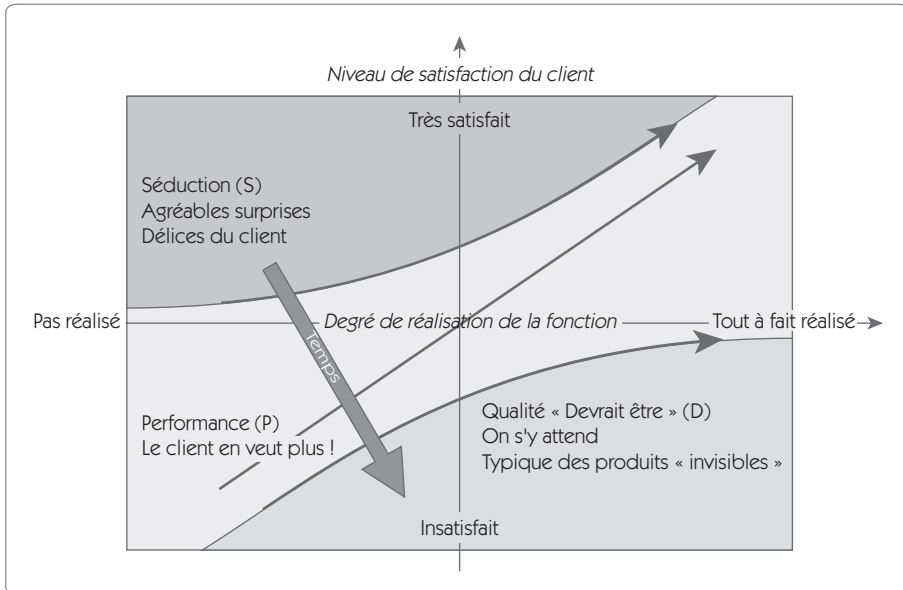 Niveau de satisfaction du client
Très satisfait
Séduction (S)
Agréables surprises
Délices du client
Pas réalisé
Degré de réalisation de la fonction
Tout à fait réalisé
Temps
Performance (P)
Le client en veut plus !
Qualité « Devrait être » (D)
On s'y attend
Typique des produits « invisibles »
Insatisfait